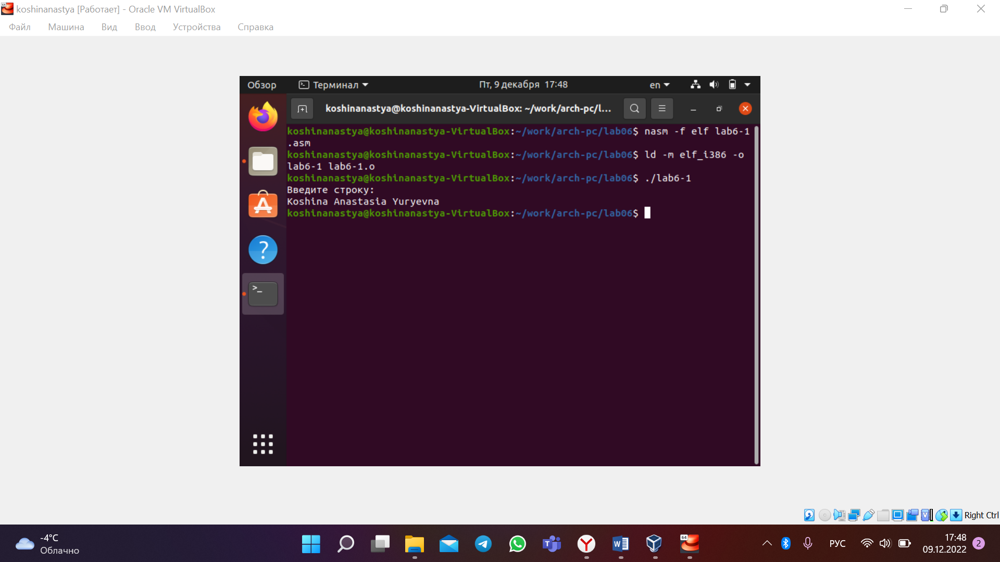 koshinanastya [Работает] - Oracle VM VirtualBox
Файл Машина Вид Ввод Устройства Справка
Обзор Терминал Пт, 9 декабря 17:48 en
koshinanastya@koshinanastya-VirtualBox: ~/work/arch-pc/l...
koshinanastya@koshinanastya-VirtualBox:~/work/arch-pc/lab06$ nasm -f elf lab6-1
.asm
koshinanastya@koshinanastya-VirtualBox:~/work/arch-pc/lab06$ ld -m elf_i386 -o
lab6-1 lab6-1.o
koshinanastya@koshinanastya-VirtualBox:~/work/arch-pc/lab06$ ./lab6-1
Введите строку:
Koshina Anastasia Yuryevna
koshinanastya@koshinanastya-VirtualBox:~/work/arch-pc/lab06$
Right Ctrl
-4°C
Облачно
64
РУС
17:48
09.12.2022
2